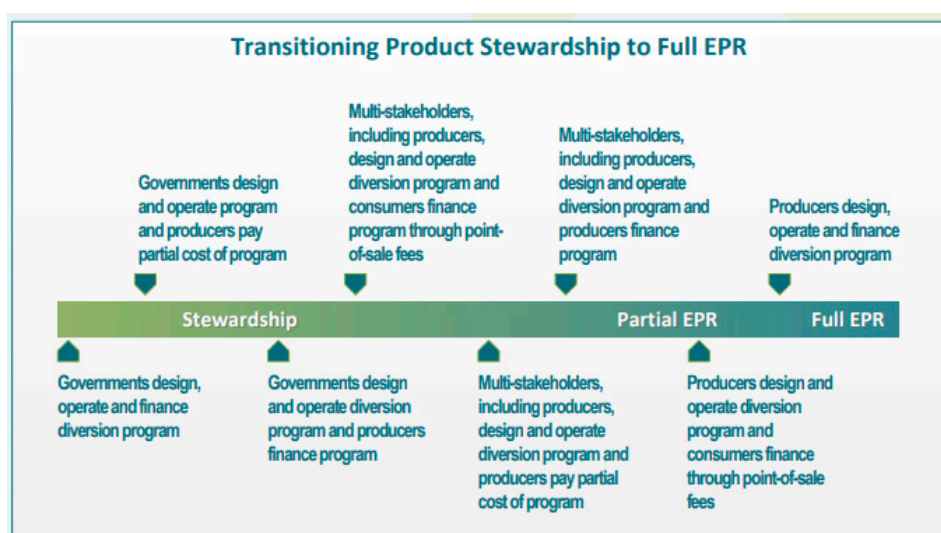 Transitioning Product Stewardship to Full EPR
Governments design
and operate program
and producers pay
partial cost of program
Multi-stakeholders,
including producers,
design and operate
diversion program and
consumers finance
program through point-
of-sale fees
Multi-stakeholders,
including producers,
design and operate
diversion program and
producers finance
program
Producers design,
operate and finance
diversion program
Stewardship
Partial EPR
Full EPR
Governments design,
operate and finance
diversion program
Governments design
and operate diversion
program and producers
finance program
Multi-stakeholders,
including producers,
design and operate
diversion program and
producers pay partial
cost of program
Producers design and
operate diversion
program and
consumers finance
through point-of-sale
fees